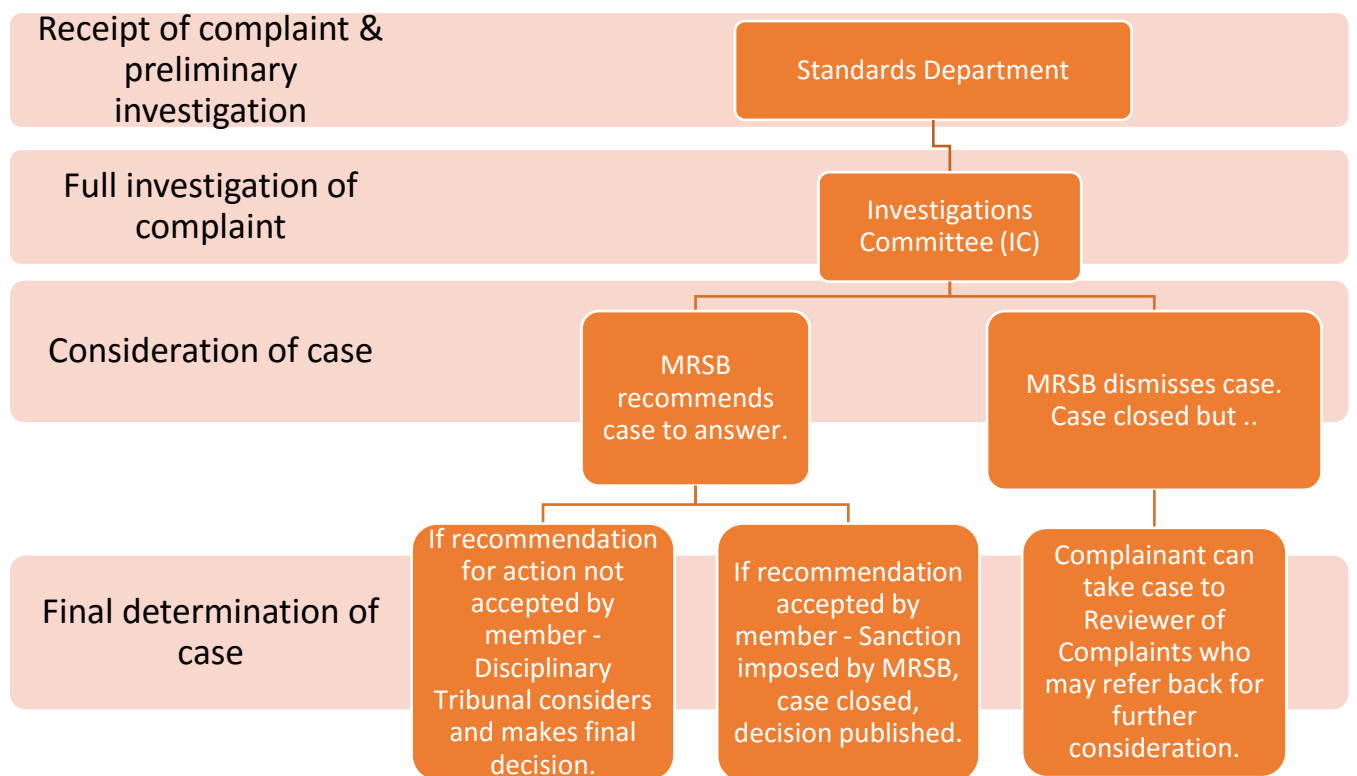 Receipt of complaint &
preliminary
investigation
Standards Department
Full investigation of
complaint
Investigations
Committee (IC)
Consideration of case
MRSB
recommends
case to answer.
MRSB dismisses case.
Case closed but ..
Final determination of
case
If recommendation
for action not
accepted by
member -
Disciplinary
Tribunal considers
and makes final
decision.
If recommendation
accepted by
member - Sanction
imposed by MRSB,
case closed,
decision published.
Complainant can
take case to
Reviewer of
Complaints who
may refer back for
further
consideration.